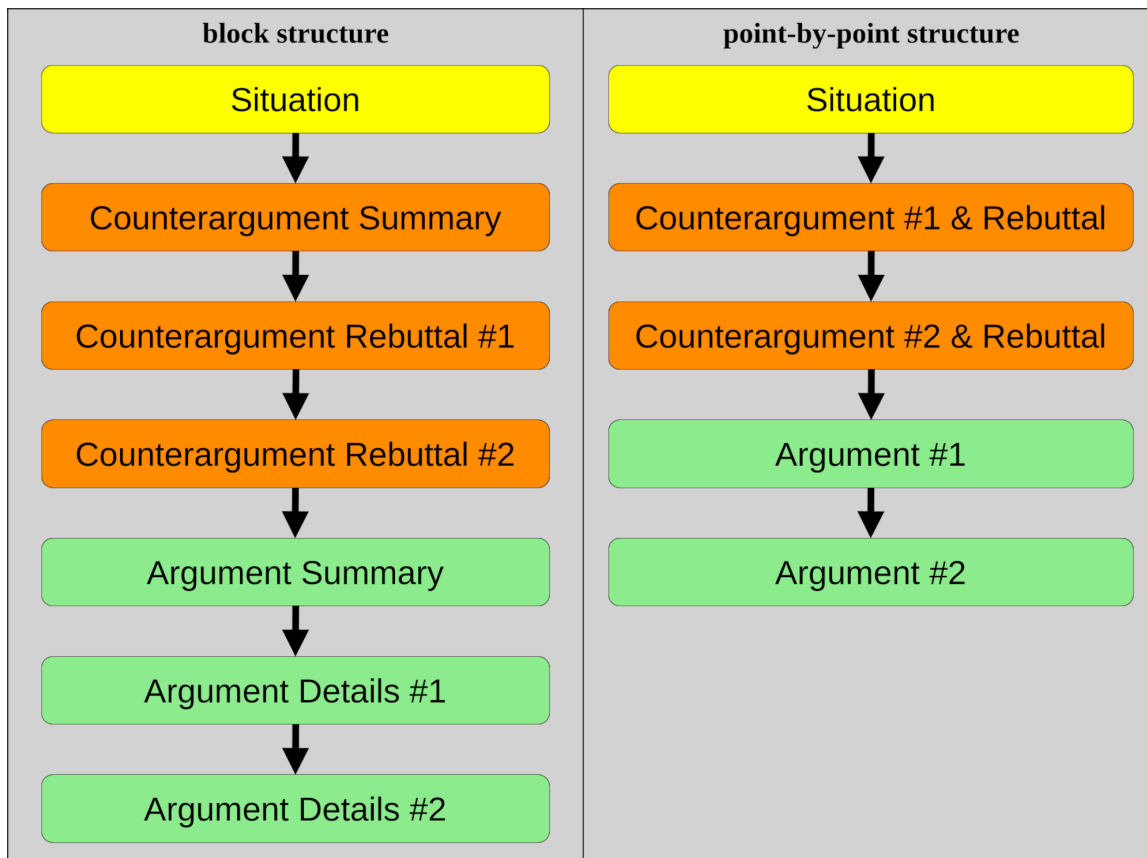 block structure
Situation
Counterargument Summary
Counterargument Rebuttal #1
Counterargument Rebuttal #2
Argument Summary
Argument Details #1
Argument Details #2
point-by-point structure
Situation
Counterargument #1 & Rebuttal
Counterargument #2 & Rebuttal
Argument #1
Argument #2